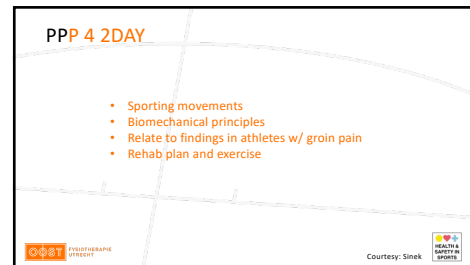 PPP 4 2DAY
• Sporting movements
• Biomechanical principles
• Relate to findings in athletes w/ groin pain
• Rehab plan and exercise
OOST FYSIOTHERAPIE
UTRECHT
Courtesy: Sinek
HEALTH &
SAFETY IN
SPORTS